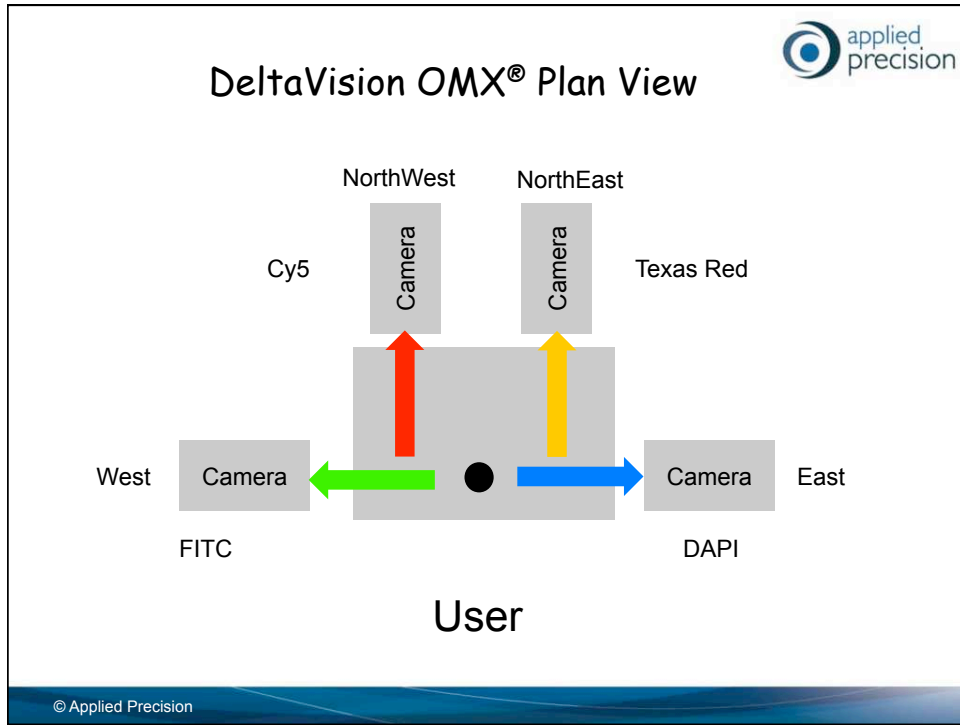 applied
precision
DeltaVision OMX® Plan View
NorthWest
NorthEast
Camera
Camera
Cy5
Texas Red
West
Camera
Camera
East
FITC
DAPI
User
© Applied Precision